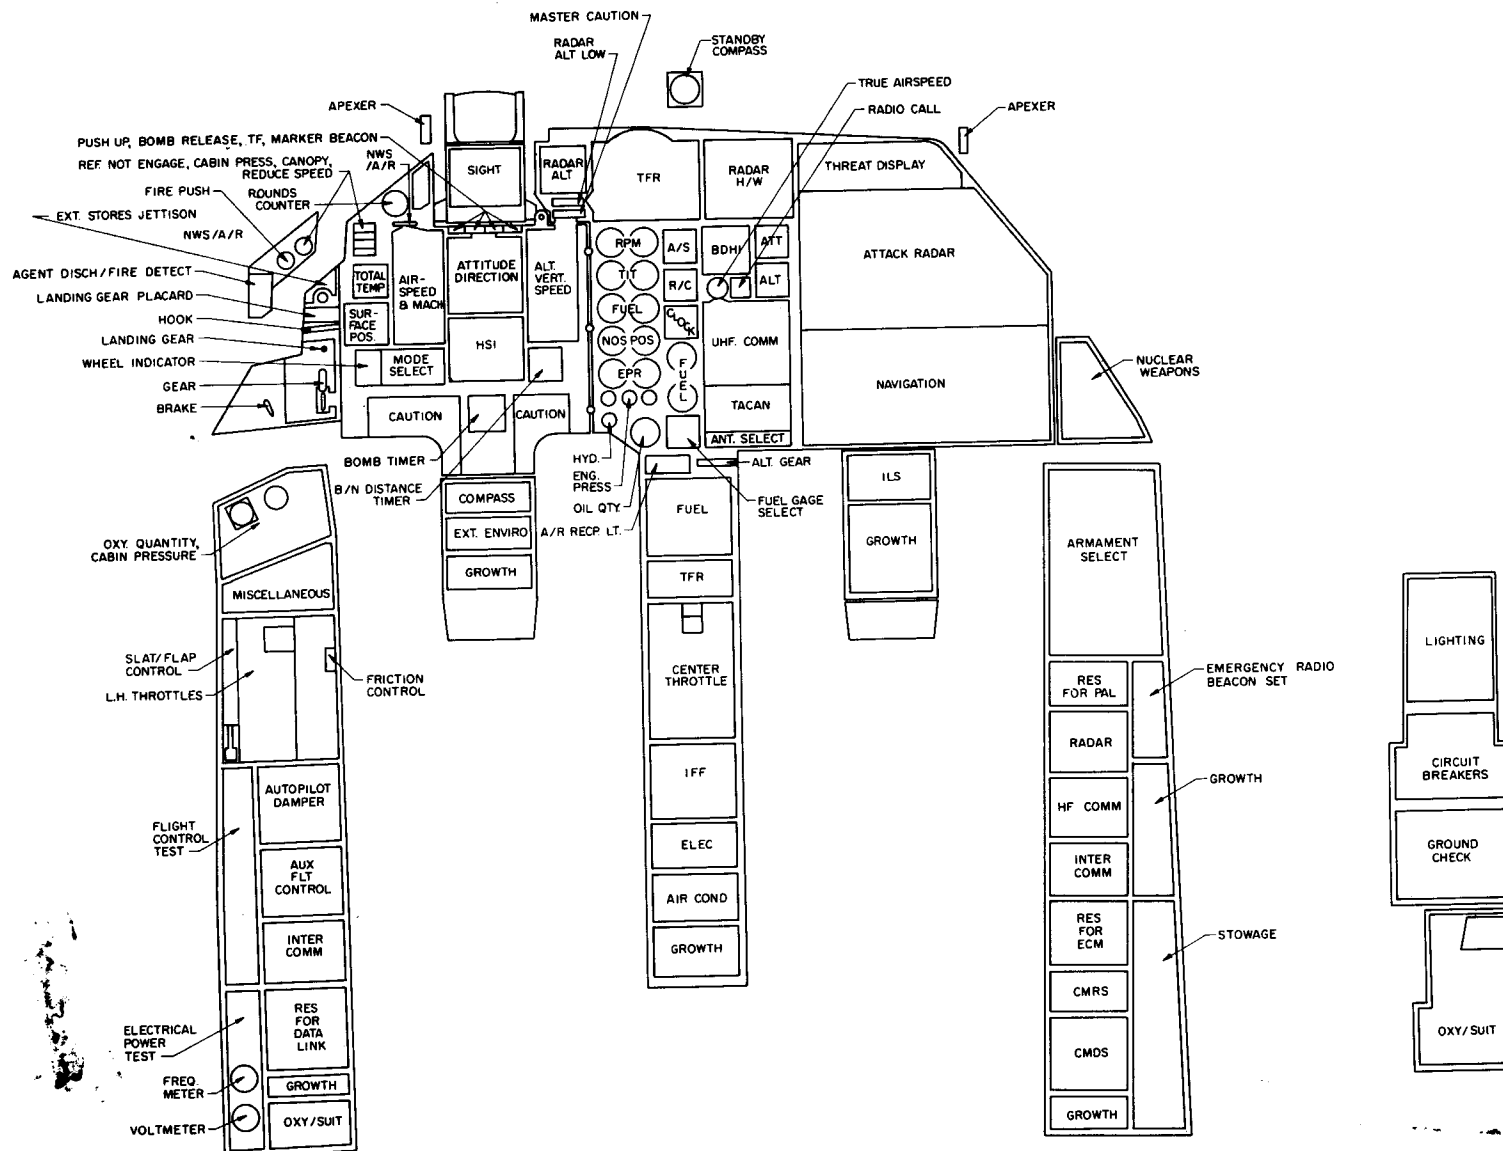 MASTER CAUTION
RADAR
ALT LOW
STANDBY
COMPASS
TRUE AIRSPEED
RADIO CALL
APEXER
APEXER
PUSH UP, BOMB RELEASE, TF, MARKER BEACON
REF. NOT ENGAGE, CABIN PRESS, CANOPY,
REDUCE SPEED
NWS
/A/R
FIRE PUSH
ROUNDS
COUNTER
EXT. STORES JETTISON
NWS/A/R
AGENT DISCH/FIRE DETECT
LANDING GEAR PLACARD
HOOK
LANDING GEAR
WHEEL INDICATOR
GEAR
BRAKE
SIGHT
RADAR
ALT
TFR
RADAR
H/W
THREAT DISPLAY
TOTAL
TEMP
AIR-
SPEED
& MACH
ATTITUDE
DIRECTION
ALT.
VERT.
SPEED
SUR-
FACE
POS.
HSI
MODE
SELECT
CAUTION
CAUTION
RPM
TIT
FUEL
NOS POS
EPR
A/S
R/C
CLOCK
FUEL
BDHI
ATT
ALT
UHF. COMM
TACAN
ANT. SELECT
ATTACK RADAR
NAVIGATION
NUCLEAR
WEAPONS
BOMB TIMER
B/N DISTANCE
TIMER
HYD.
ENG.
PRESS
OIL QTY.
A/R RECP. LT.
ALT. GEAR
FUEL GAGE
SELECT
COMPASS
EXT. ENVIRO
GROWTH
FUEL
TFR
CENTER
THROTTLE
IFF
ELEC
AIR COND
GROWTH
ILS
GROWTH
OXY. QUANTITY,
CABIN PRESSURE
MISCELLANEOUS
SLAT/FLAP
CONTROL
L.H. THROTTLES
FRICTION
CONTROL
AUTOPILOT
DAMPER
FLIGHT
CONTROL
TEST
AUX
FLT
CONTROL
INTER
COMM
RES
FOR
DATA
LINK
ELECTRICAL
POWER
TEST
FREQ.
METER
GROWTH
VOLTMETER
OXY/SUIT
ARMAMENT
SELECT
RES
FOR PAL
EMERGENCY RADIO
BEACON SET
RADAR
GROWTH
HF COMM
INTER
COMM
RES
FOR
ECM
STOWAGE
CMRS
CMDS
GROWTH
LIGHTING
CIRCUIT
BREAKERS
GROUND
CHECK
OXY/SUIT